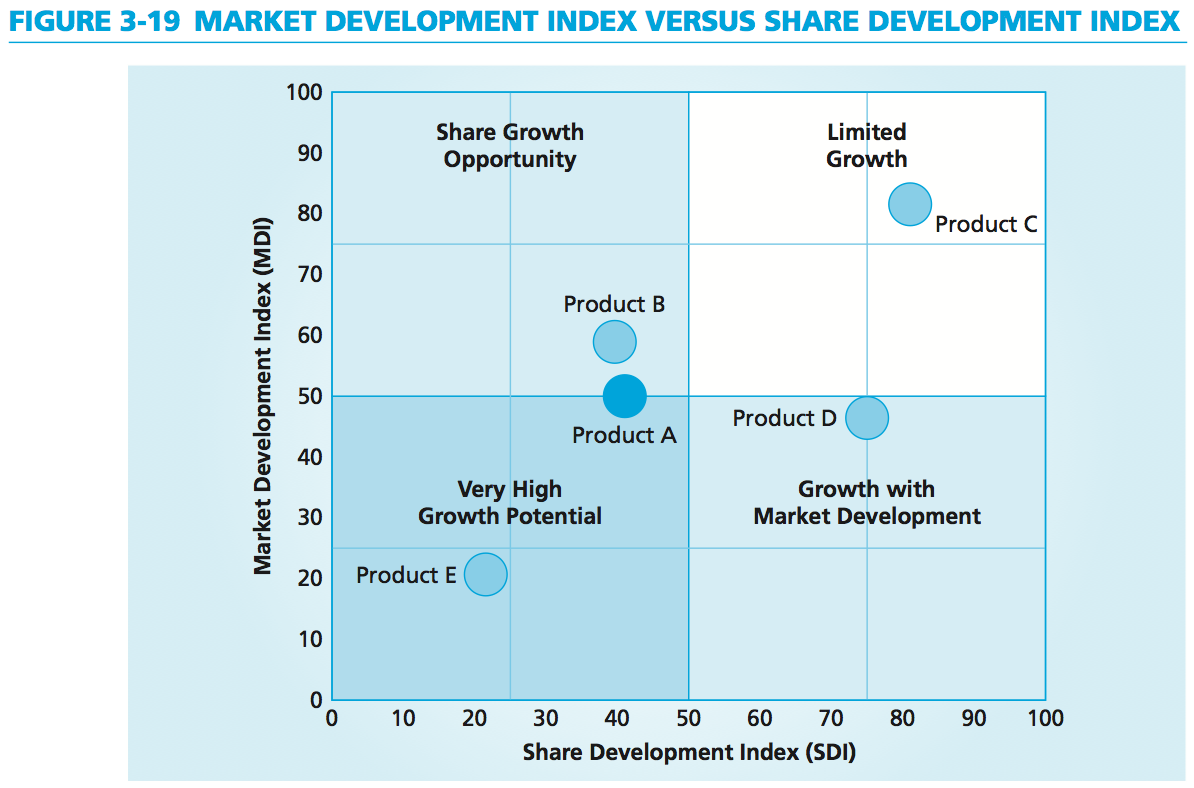 FIGURE 3-19 MARKET DEVELOPMENT INDEX VERSUS SHARE DEVELOPMENT INDEX
100
90
80
70
60
50
40
30
20
10
0
Market Development Index (MDI)
Share Growth
Opportunity
Limited
Growth
Product C
Product B
Product A
Product D
Very High
Growth Potential
Growth with
Market Development
Product E
0 10 20 30 40 50 60 70 80 90 100
Share Development Index (SDI)